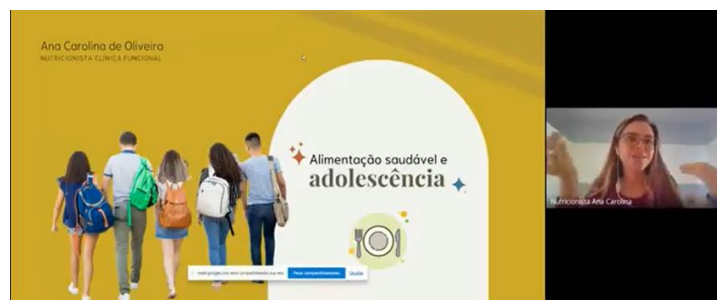 Ana Carolina de Oliveira
NUTRICIONISTA CLÍNICA FUNCIONAL
Alimentação saudável e
adolescência
Nutricionista Ana Carolina
Parar compartilhamento
Ocultar